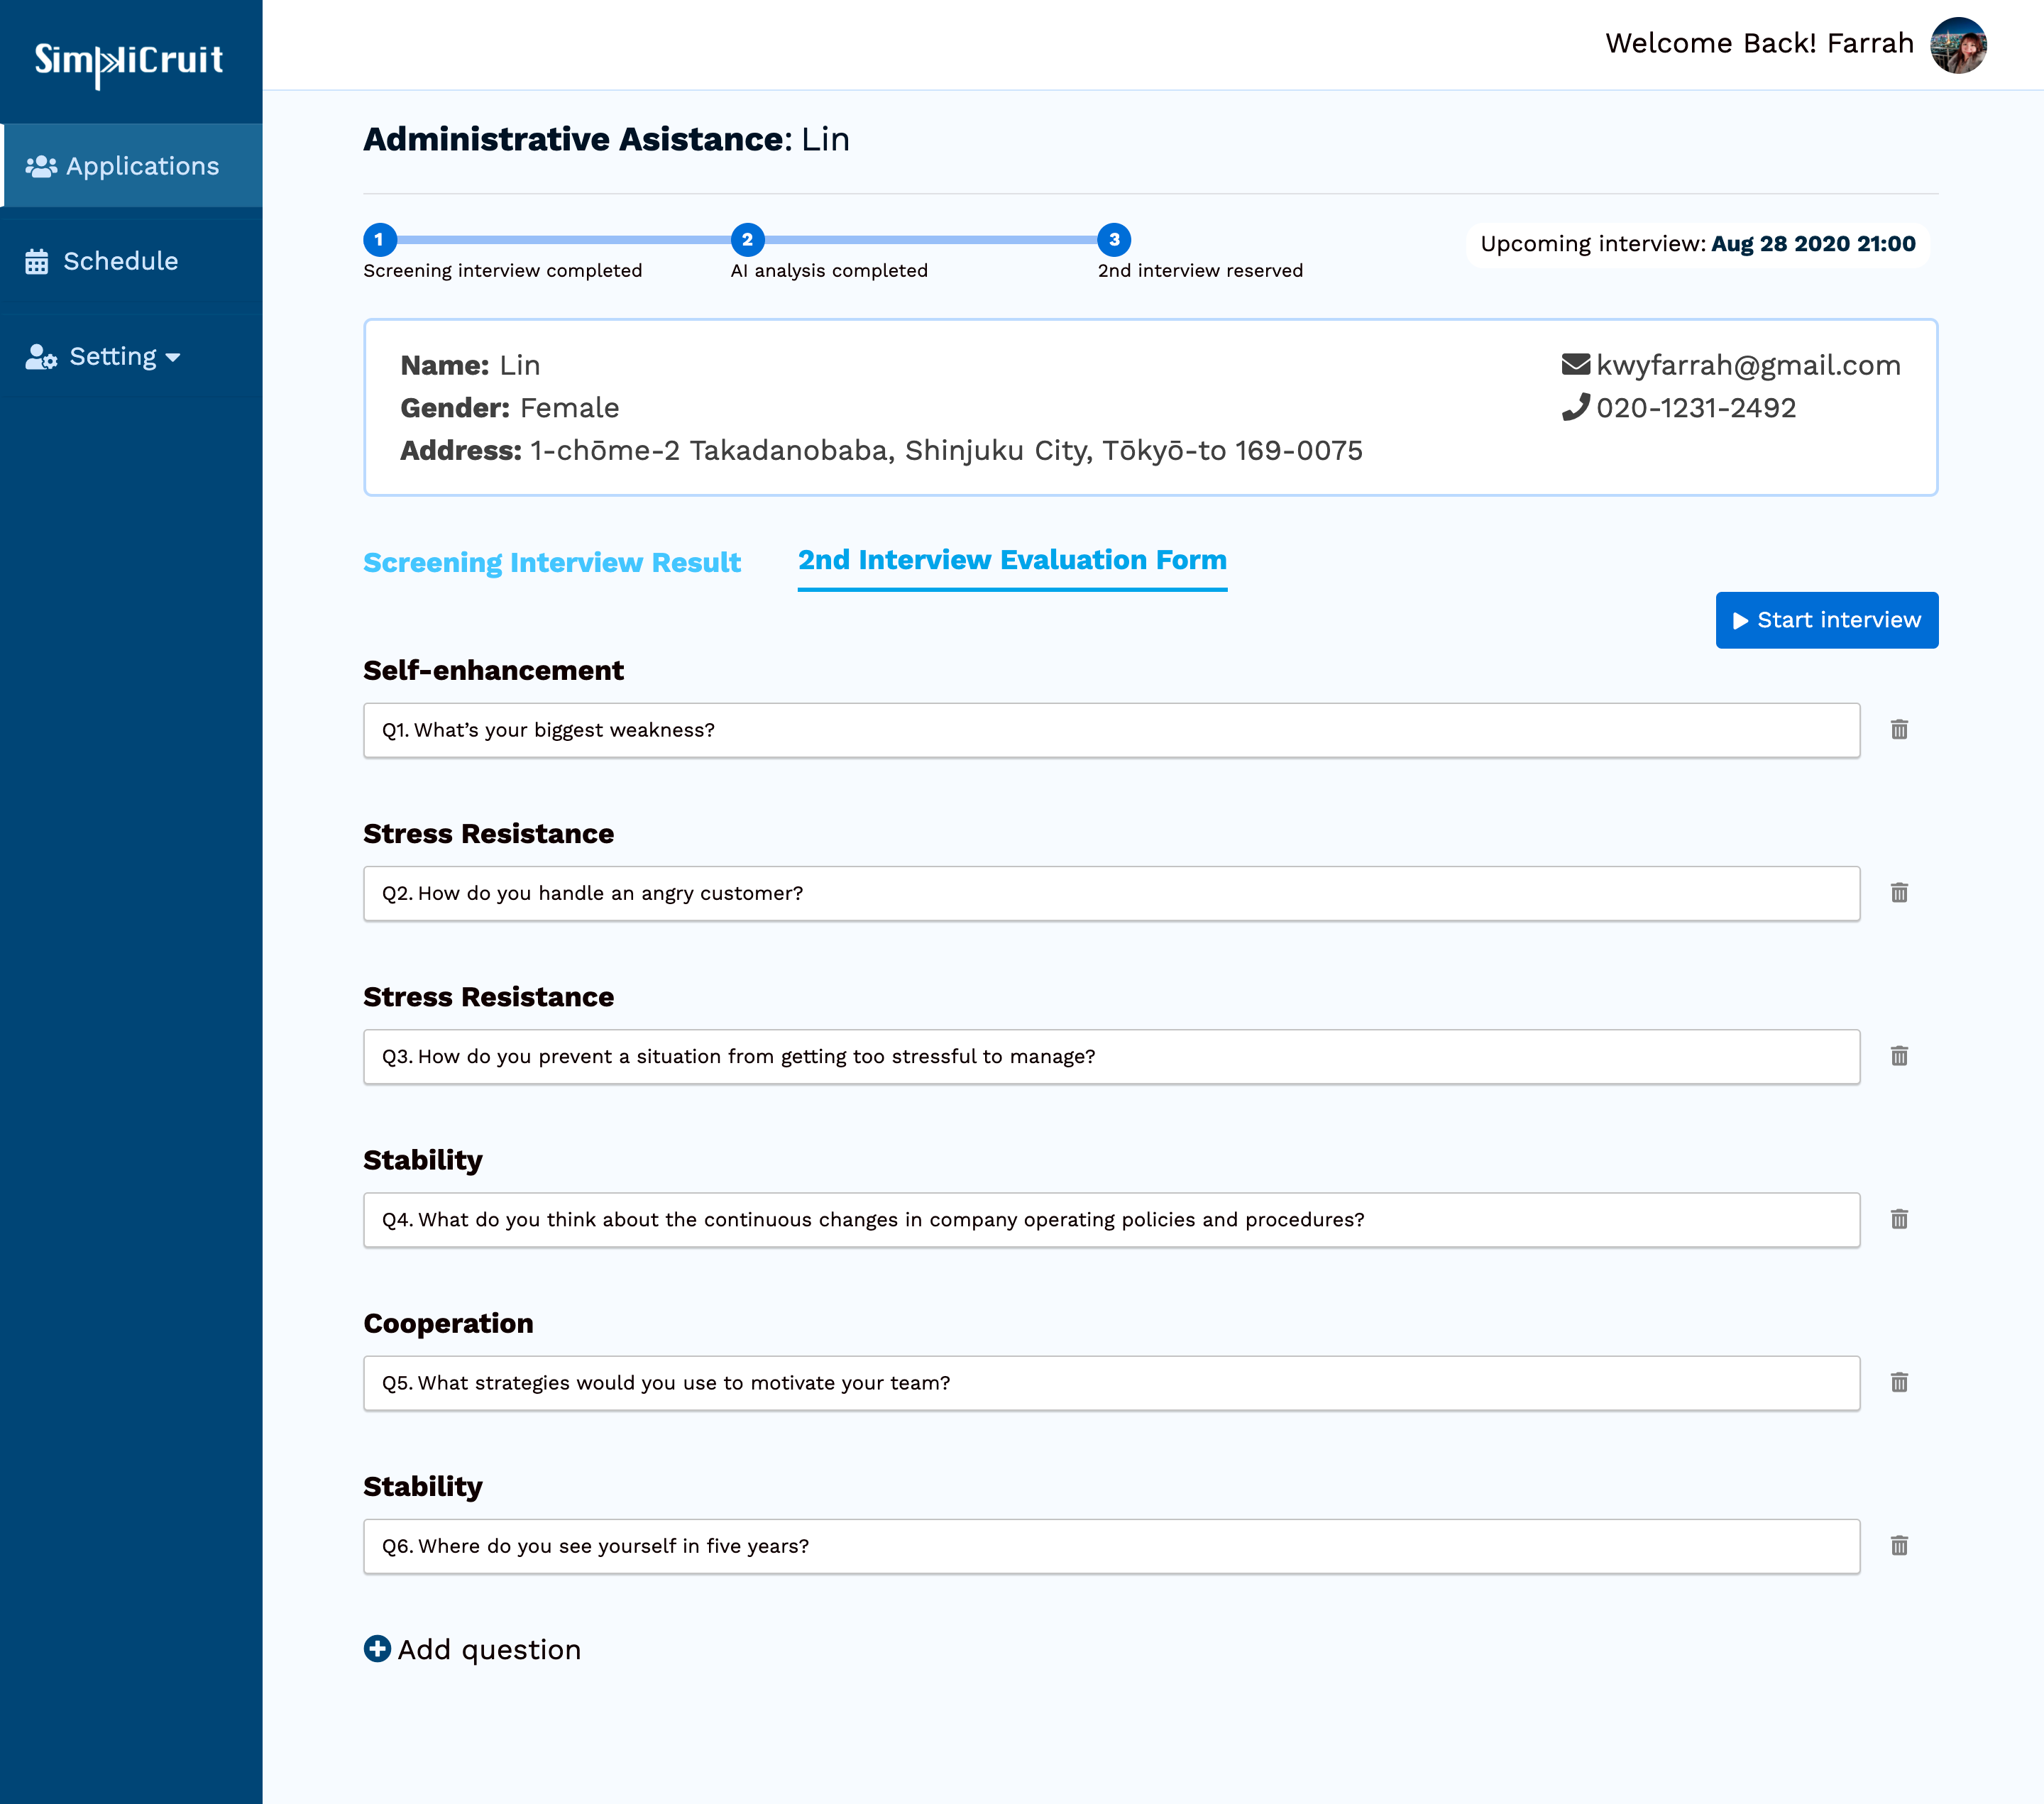 SimpliCruit
Welcome Back! Farrah
Applications
Schedule
Setting
Administrative Asistance: Lin
1
2
3
Screening interview completed
AI analysis completed
2nd interview reserved
Upcoming interview: Aug 28 2020 21:00
Name: Lin
Gender: Female
Address: 1-chōme-2 Takadanobaba, Shinjuku City, Tōkyō-to 169-0075
kwyfarrah@gmail.com
020-1231-2492
Screening Interview Result
2nd Interview Evaluation Form
Start interview
Self-enhancement
Q1. What’s your biggest weakness?
Stress Resistance
Q2. How do you handle an angry customer?
Stress Resistance
Q3. How do you prevent a situation from getting too stressful to manage?
Stability
Q4. What do you think about the continuous changes in company operating policies and procedures?
Cooperation
Q5. What strategies would you use to motivate your team?
Stability
Q6. Where do you see yourself in five years?
Add question